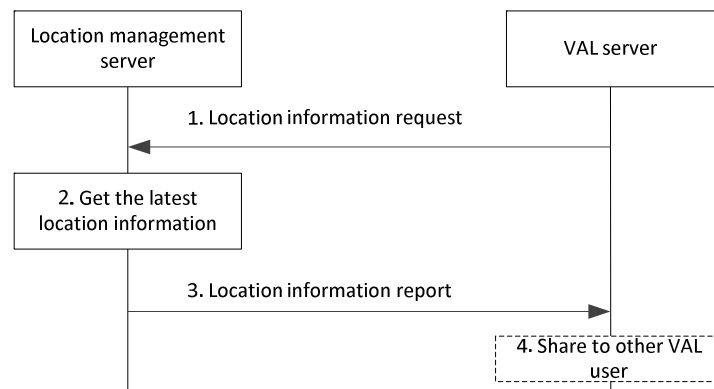 Location management
server
VAL server
1. Location information request
2. Get the latest
location information
3. Location information report
4. Share to other VAL
user